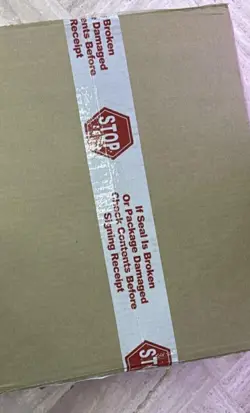 Broken
Damaged
Contents Before
Receipt
STOP
If Seal Is Broken
Or Package Damaged
Check Contents Before
Signing Receipt
STOP